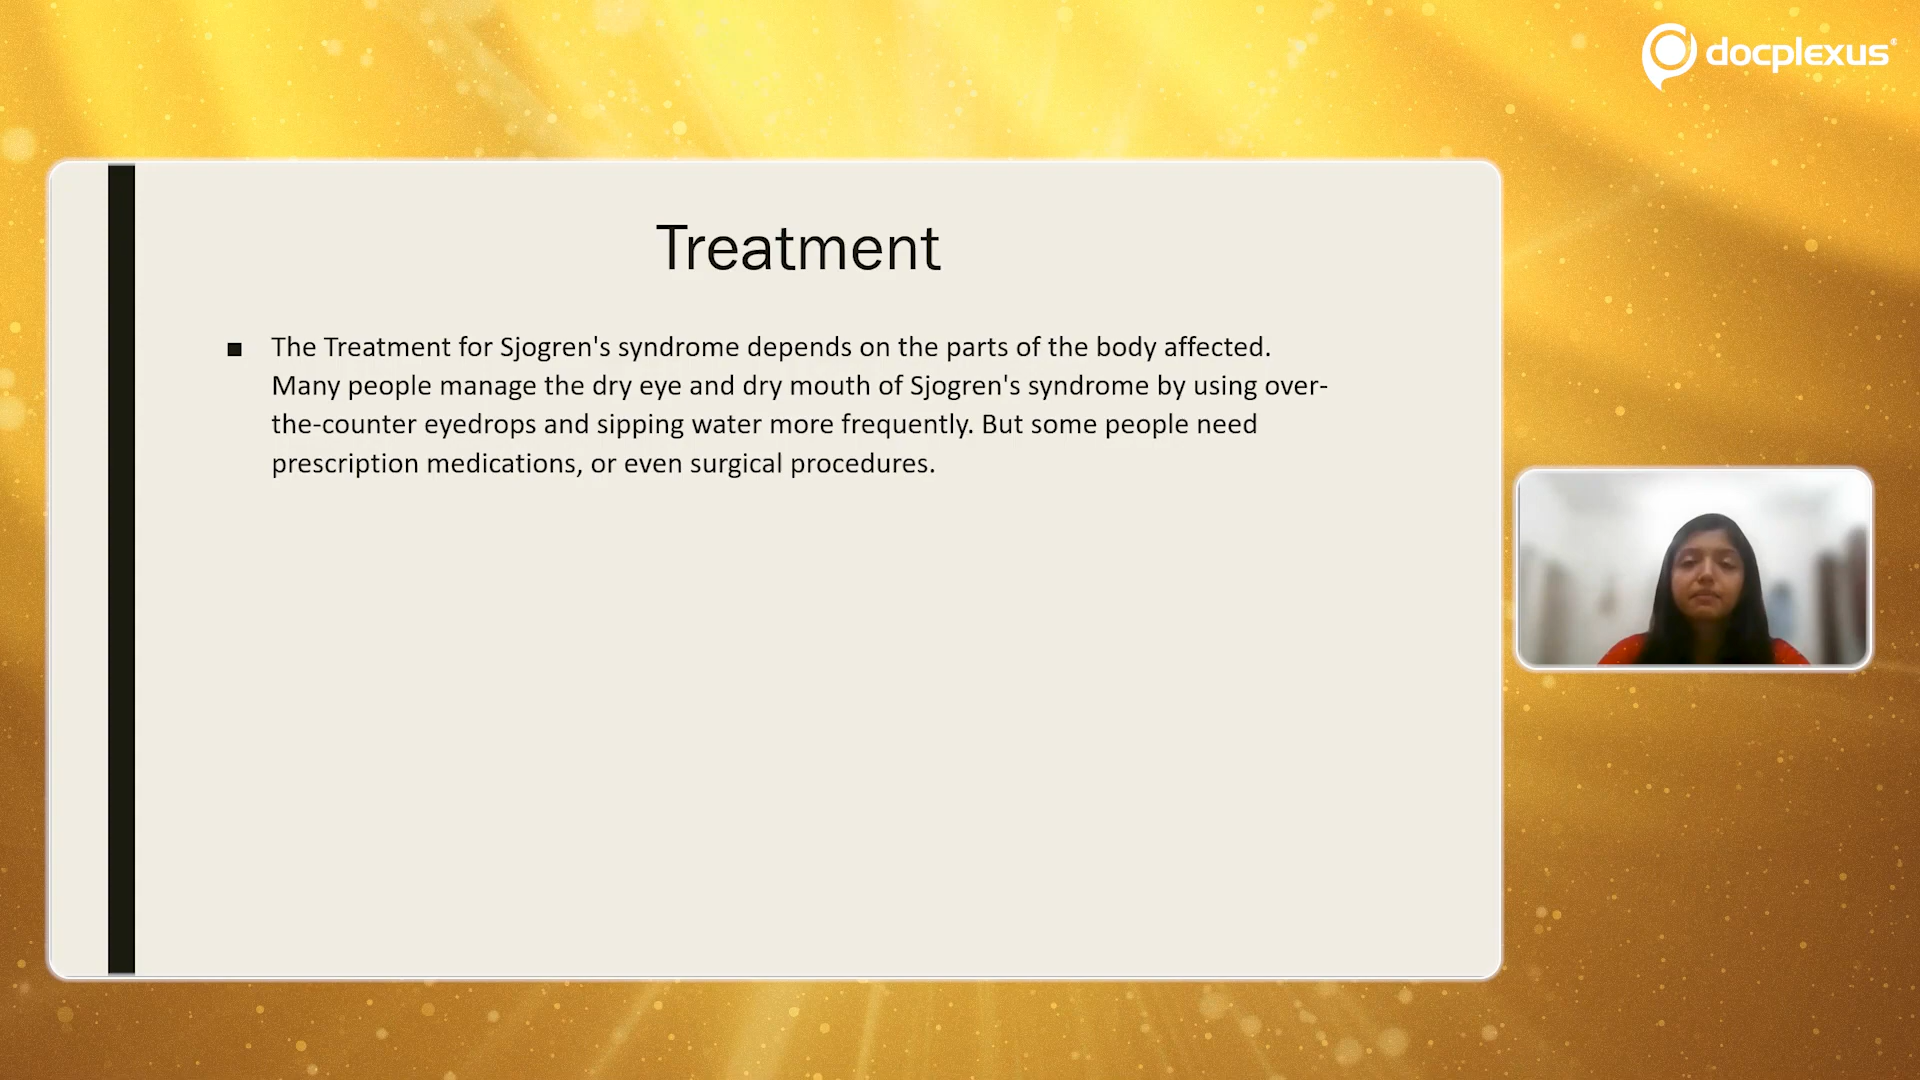 docplexus
Treatment
■ The Treatment for Sjogren's syndrome depends on the parts of the body affected.
Many people manage the dry eye and dry mouth of Sjogren's syndrome by using over-
the-counter eyedrops and sipping water more frequently. But some people need
prescription medications, or even surgical procedures.